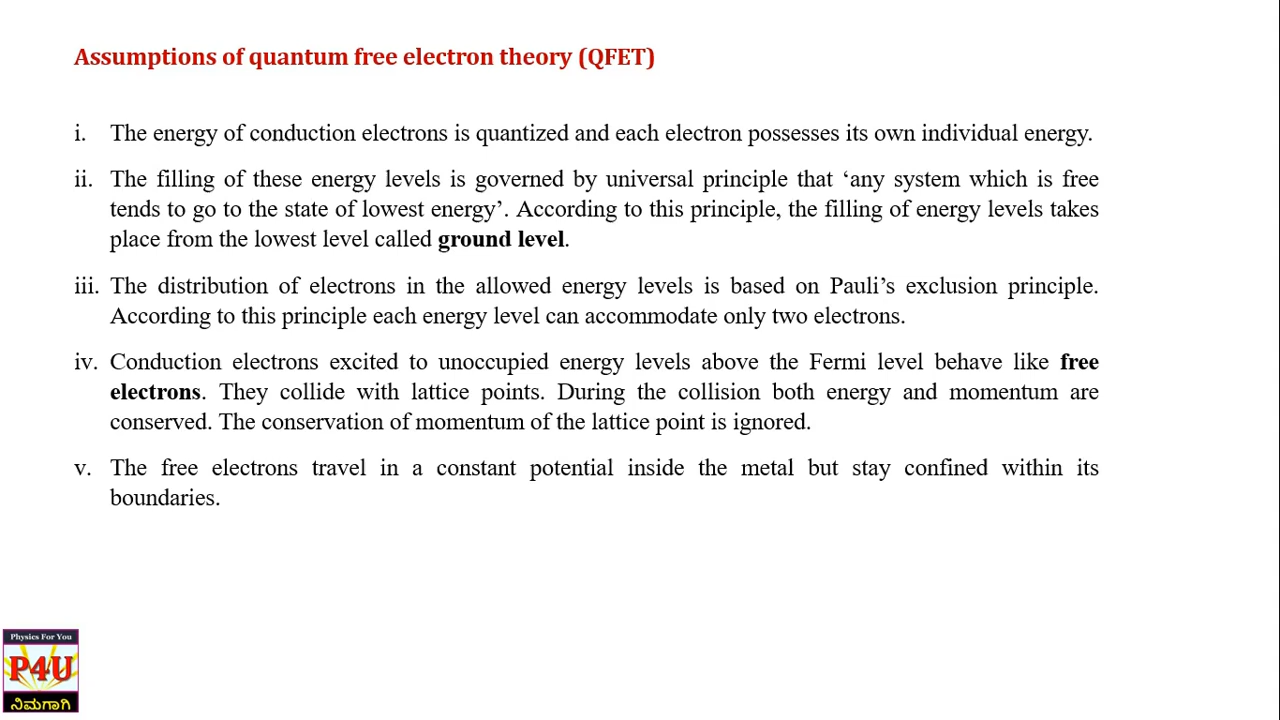 Assumptions of quantum free electron theory (QFET)
i. The energy of conduction electrons is quantized and each electron possesses its own individual energy.
ii. The filling of these energy levels is governed by universal principle that ‘any system which is free
tends to go to the state of lowest energy’. According to this principle, the filling of energy levels takes
place from the lowest level called ground level.
iii. The distribution of electrons in the allowed energy levels is based on Pauli’s exclusion principle.
According to this principle each energy level can accommodate only two electrons.
iv. Conduction electrons excited to unoccupied energy levels above the Fermi level behave like free
electrons. They collide with lattice points. During the collision both energy and momentum are
conserved. The conservation of momentum of the lattice point is ignored.
v. The free electrons travel in a constant potential inside the metal but stay confined within its
boundaries.
Physics For You
P4U
ನಿಮಗಾಗಿ